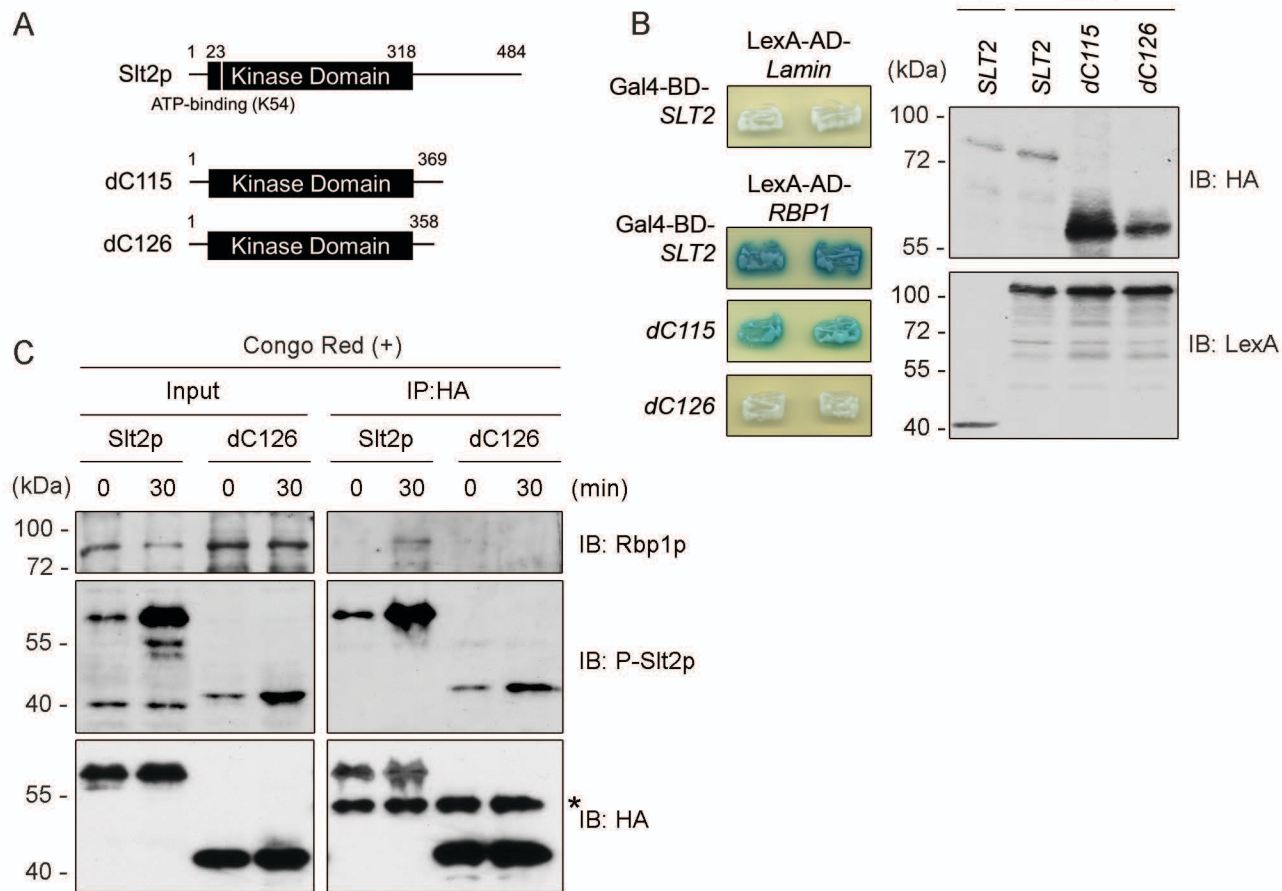 A
1 23 318 484
Slt2p Kinase Domain
ATP-binding (K54)
1 369
dC115 Kinase Domain
1 358
dC126 Kinase Domain
B
LexA-AD-
Lamin
Gal4-BD-
SLT2
LexA-AD-
RBP1
Gal4-BD-
SLT2
dC115
dC126
(kDa) SLT2 SLT2 dC115 dC126
100 -
72 -
55 -
IB: HA
100 -
72 -
55 -
40 -
IB: LexA
C
Congo Red (+)
Input IP:HA
Slt2p dC126 Slt2p dC126
(kDa) 0 30 0 30 0 30 0 30 (min)
100 -
72 -
IB: Rbp1p
55 -
40 -
IB: P-Slt2p
55 -
40 -
*
IB: HA